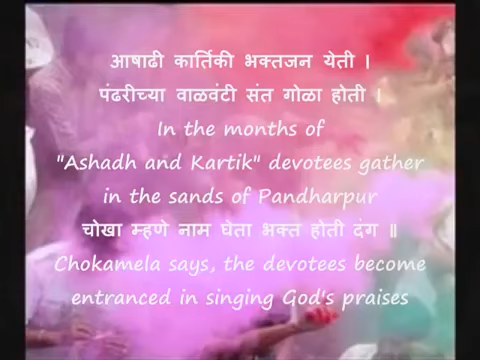 आषाढी कार्तिकी भक्तजन येती ।
पंढरीच्या वाळवंटी संत गोळा होती ।
In the months of
"Ashadh and Kartik" devotees gather
in the sands of Pandharpur
चोखा म्हणे नाम घेता भक्त होती दंग ॥
Chokamela says, the devotees become
entranced in singing God's praises